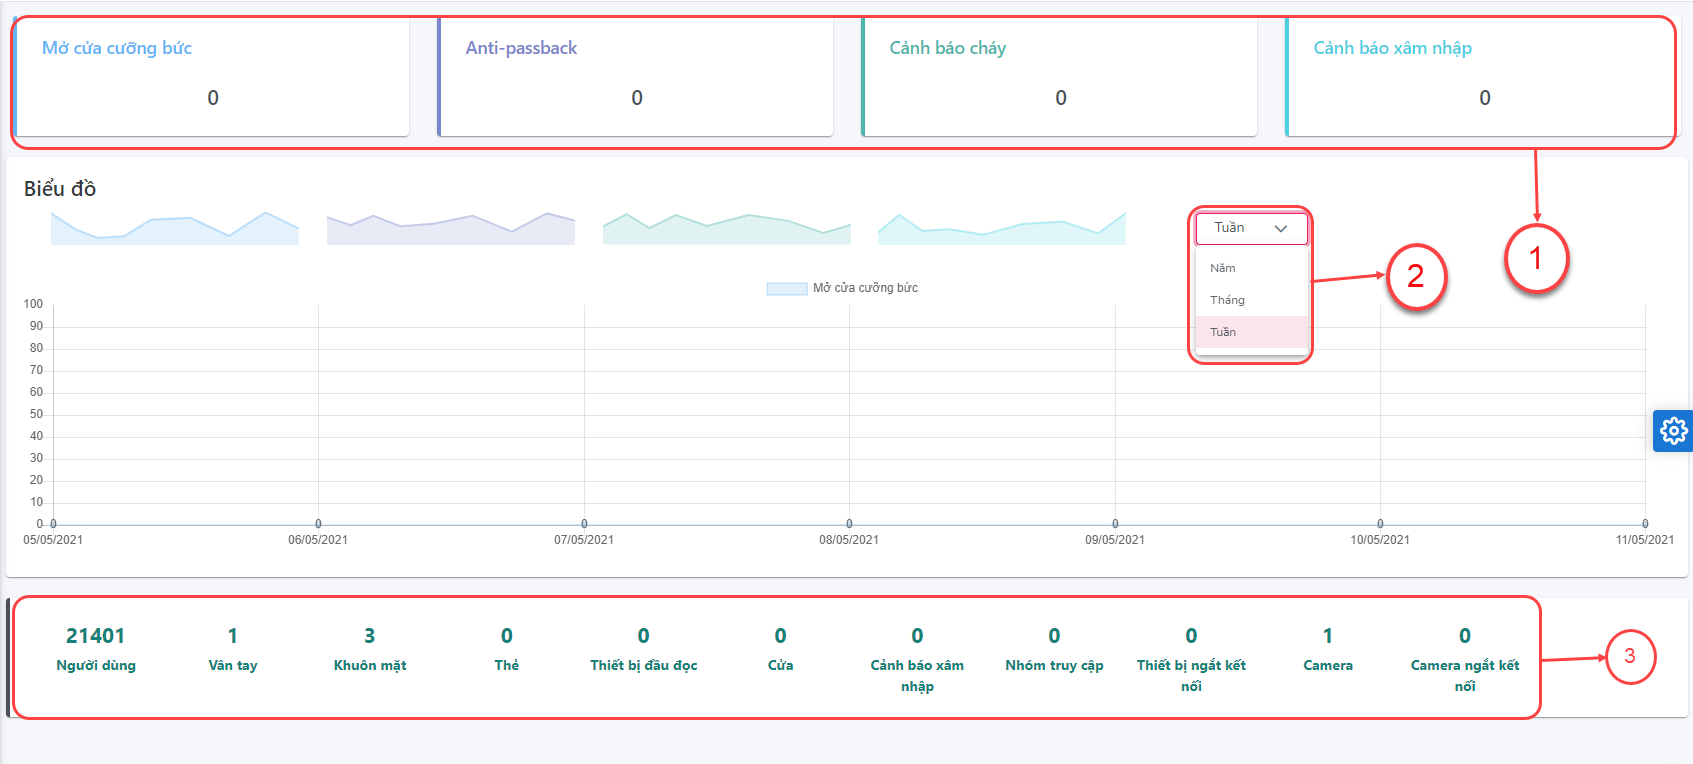 Mở cửa cưỡng bức
Anti-passback
Cảnh báo cháy
Cảnh báo xâm nhập
0
0
0
0
Biểu đồ
Tuần
Năm
Tháng
Tuần
1
2
Mở cửa cưỡng bức
100
90
80
70
60
50
40
30
20
10
0
0 0 0 0 0 0 0
05/05/2021 06/05/2021 07/05/2021 08/05/2021 09/05/2021 10/05/2021 11/05/2021
21401
Người dùng
1
Vân tay
3
Khuôn mặt
0
Thẻ
0
Thiết bị đầu đọc
0
Cửa
0
Cảnh báo xâm
nhập
0
Nhóm truy cập
0
Thiết bị ngắt kết
nối
1
Camera
0
Camera ngắt kết
nối
3